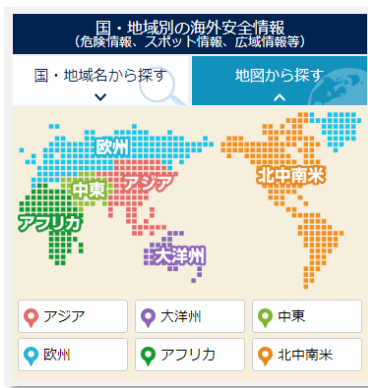 国・地域別の海外安全情報
(危険情報、スポット情報、広域情報等)
国・地域名から探す
地図から探す
欧州
中東
アジア
アフリカ
大洋州
北中南米
アジア
大洋州
中東
欧州
アフリカ
北中南米